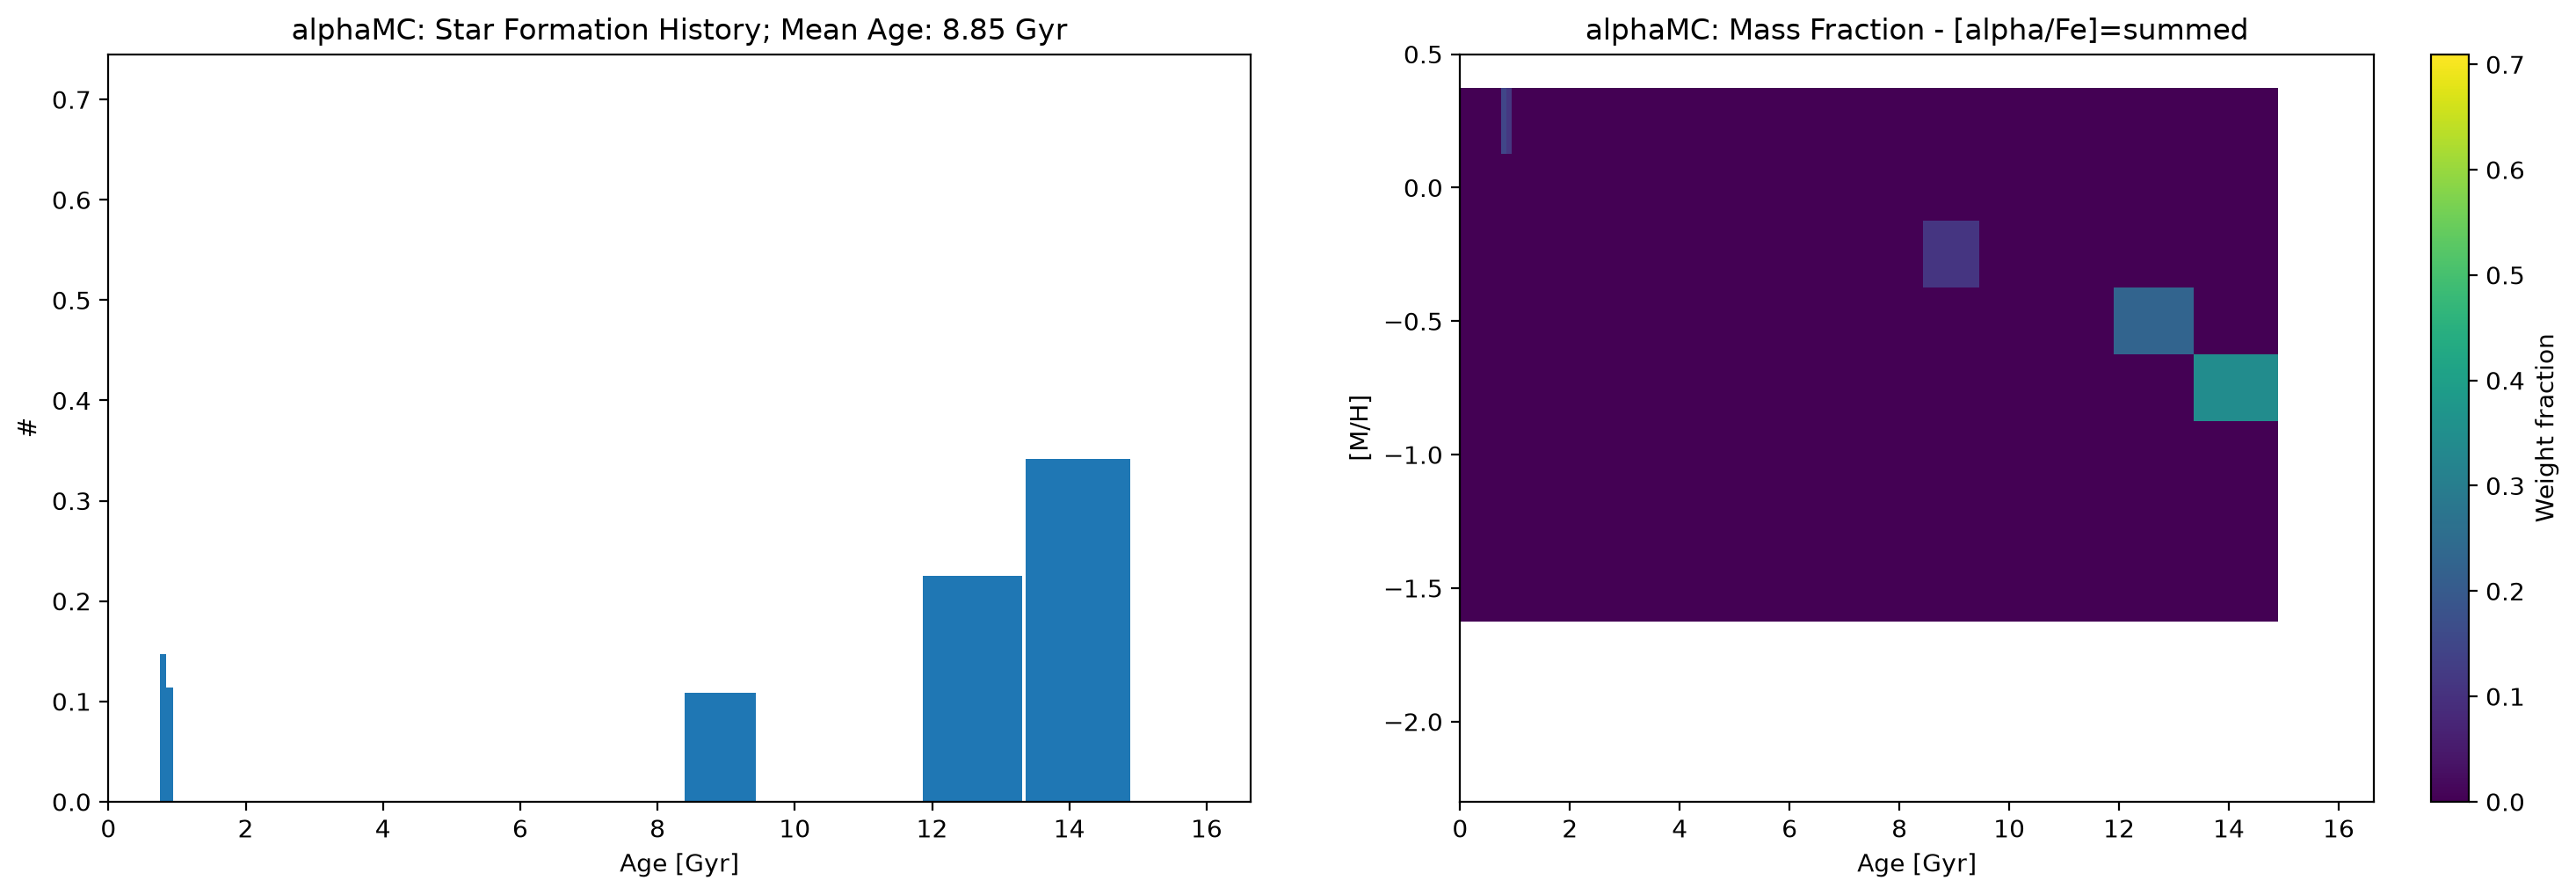 alphaMC: Star Formation History; Mean Age: 8.85 Gyr
0.7
0.6
0.5
0.4
0.3
0.2
0.1
0.0
#
0 2 4 6 8 10 12 14 16
Age [Gyr]
alphaMC: Mass Fraction - [alpha/Fe]=summed
0.5
0.0
−0.5
−1.0
−1.5
−2.0
[M/H]
0 2 4 6 8 10 12 14 16
Age [Gyr]
0.7
0.6
0.5
0.4
0.3
0.2
0.1
0.0
Weight fraction